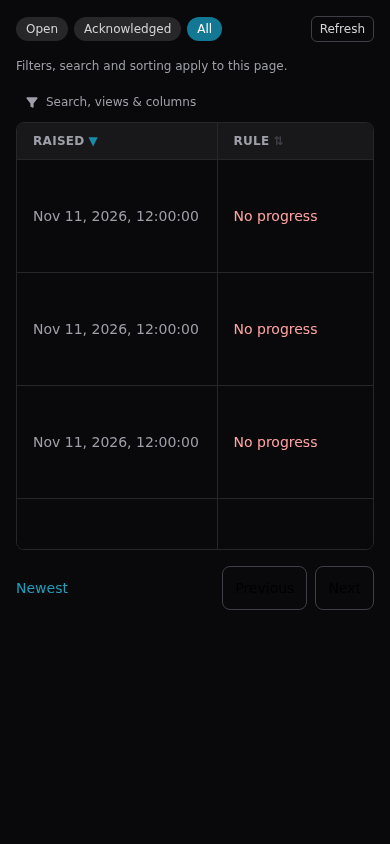 Open Acknowledged All Refresh
Filters, search and sorting apply to this page.
Search, views & columns
RAISED ▼ RULE ⇅
Nov 11, 2026, 12:00:00 No progress
Nov 11, 2026, 12:00:00 No progress
Nov 11, 2026, 12:00:00 No progress
Newest Previous Next